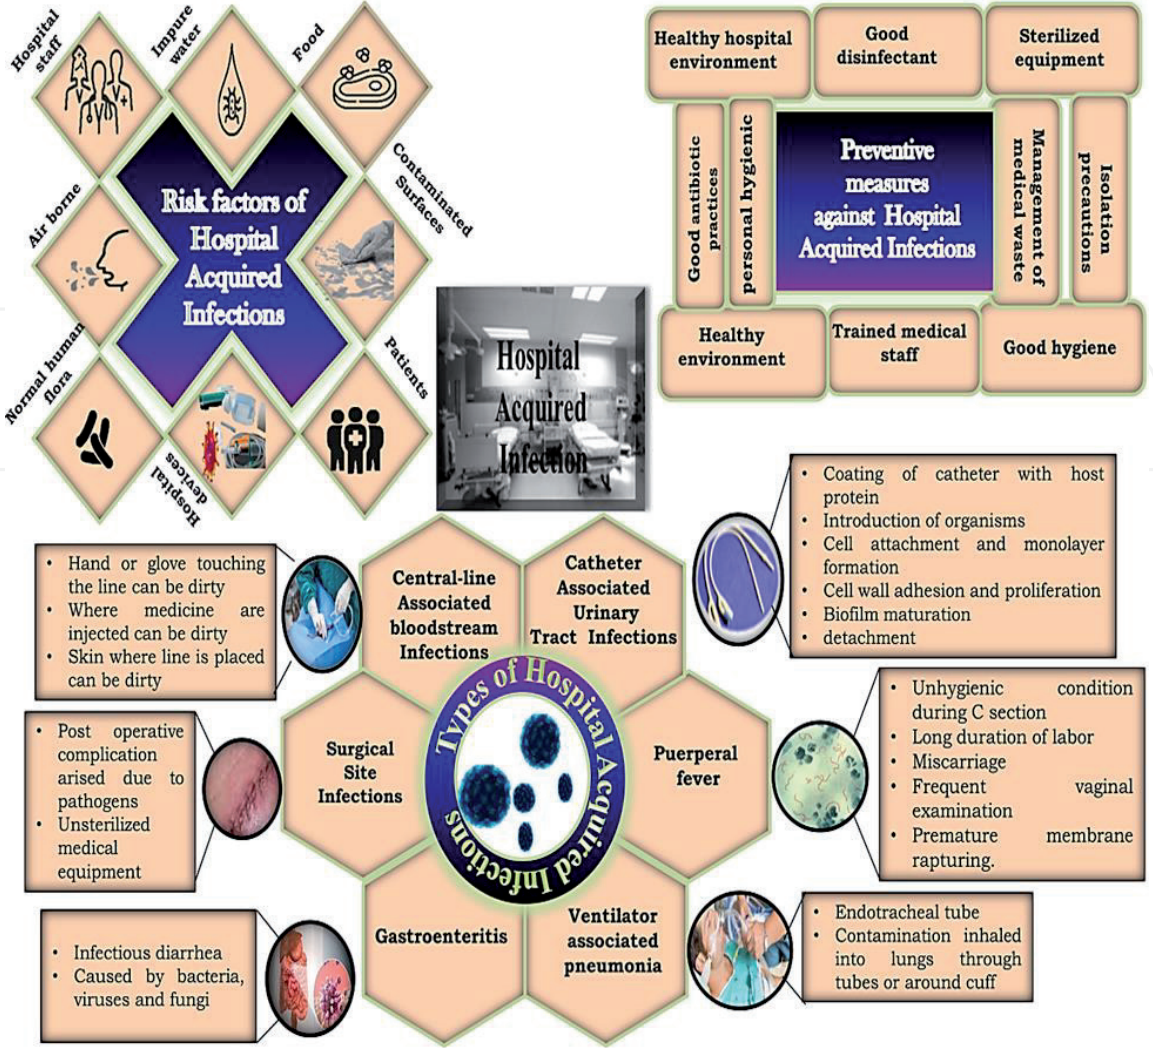 Hospital
staff
Impure
water
Food
Air borne
Contaminated
Surfaces
Normal human
flora
Hospital
devices
Patients
Risk factors of
Hospital
Acquired
Infections
Healthy hospital
environment
Good
disinfectant
Sterilized
equipment
Good antibiotic
practices
personal hygienic
Preventive
measures
against Hospital
Acquired Infections
Management of
medical waste
Isolation
precautions
Healthy
environment
Trained medical
staff
Good hygiene
Hospital
Acquired
Infection
Types of Hospital Acquired Infections
Central-line
Associated
bloodstream
Infections
• Hand or glove touching
the line can be dirty
• Where medicine are
injected can be dirty
• Skin where line is placed
can be dirty
Catheter
Associated
Urinary
Tract Infections
• Coating of catheter with host
protein
• Introduction of organisms
• Cell attachment and monolayer
formation
• Cell wall adhesion and proliferation
• Biofilm maturation
• detachment
Surgical
Site
Infections
• Post operative
complication
arised due to
pathogens
• Unsterilized
medical
equipment
Puerperal
fever
• Unhygienic condition
during C section
• Long duration of labor
• Miscarriage
• Frequent vaginal
examination
• Premature membrane
rapturing.
Gastroenteritis
• Infectious diarrhea
• Caused by bacteria,
viruses and fungi
Ventilator
associated
pneumonia
• Endotracheal tube
• Contamination inhaled
into lungs through
tubes or around cuff